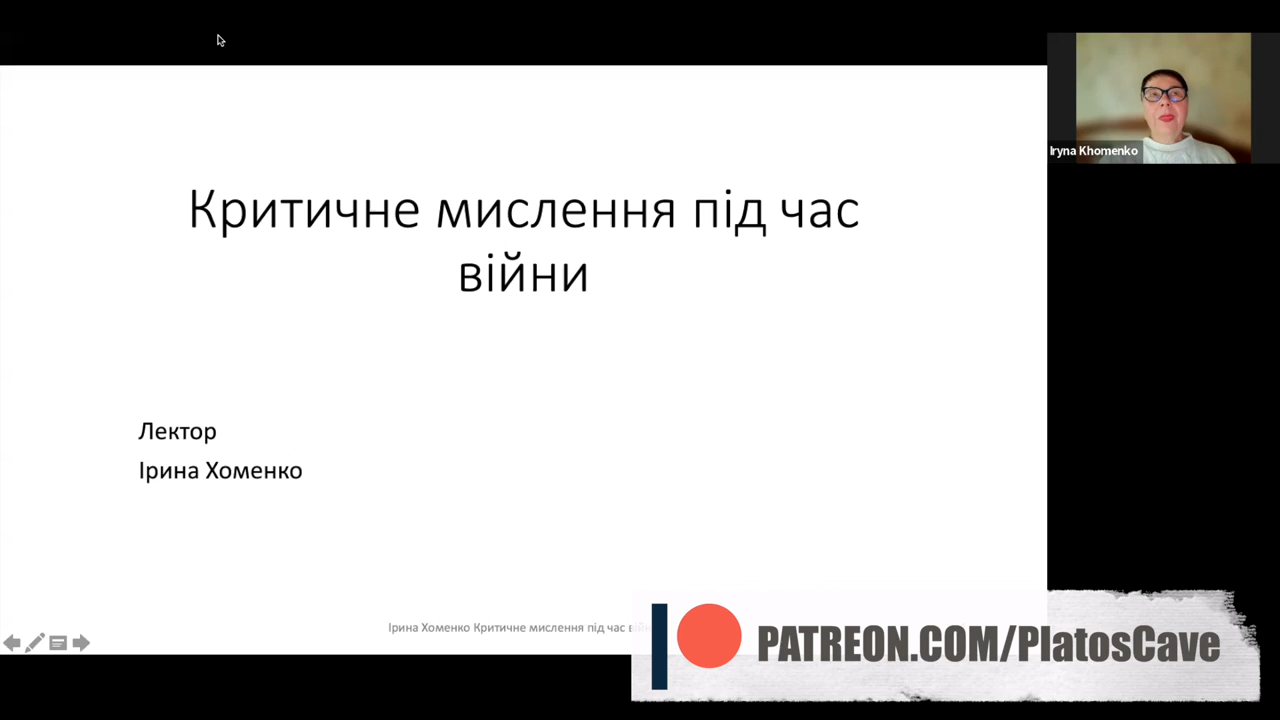 Iryna Khomenko
Критичне мислення під час
війни
Лектор
Ірина Хоменко
Ірина Хоменко Критичне мислення під час війни
PATREON.COM/PlatosCave